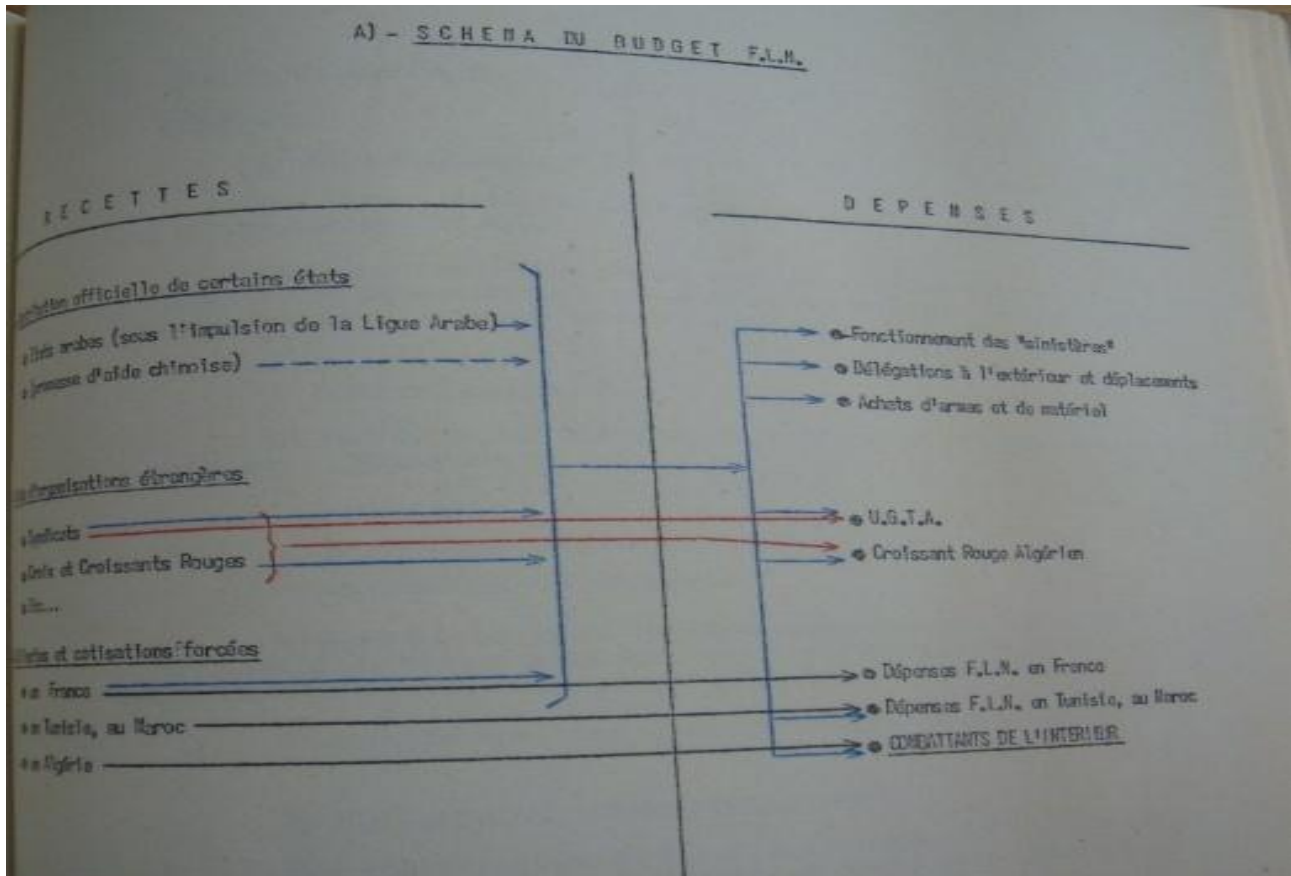 A) - SCHEMA DU BUDGET F.L.N.
RECETTES
officielle de certains états
arabes (sous l'impulsion de la Ligue Arabe)
d'aide chinoise)
étrangères
Syndicats
et Croissants Rouges
et cotisations forcées
France
Tunisie, au Maroc
Algérie
DEPENSES
Fonctionnement des "ministères"
Délégations à l'extérieur et déplacements
Achats d'armes et de matériel
U.G.T.A.
Croissant Rouge Algérien
Dépenses F.L.N. en France
Dépenses F.L.N. en Tunisie, au Maroc
COMBATTANTS DE L'INTERIEUR